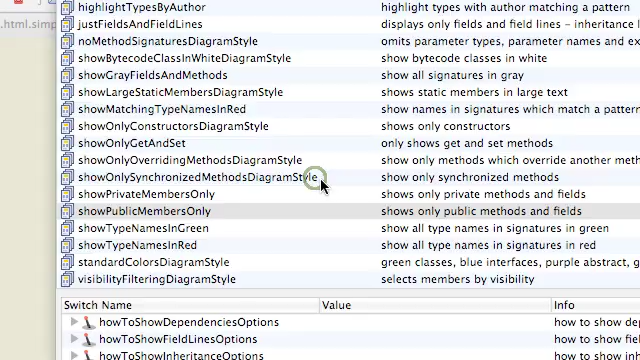 .html.simp
highlightTypesByAuthor highlight types with author matching a pattern
justFieldsAndFieldLines displays only fields and field lines - inheritance l
noMethodSignaturesDiagramStyle omits parameter types, parameter names and ex
showBytecodeClassInWhiteDiagramStyle show bytecode classes in white
showGrayFieldsAndMethods show all signatures in gray
showLargeStaticMembersDiagramStyle shows static members in large text
showMatchingTypeNamesInRed show names in signatures which match a patter
showOnlyConstructorsDiagramStyle show only constructors
showOnlyGetAndSet only shows get and set methods
showOnlyOverridingMethodsDiagramStyle show only methods which override another meth
showOnlySynchronizedMethodsDiagramStyle show only synchronized methods
showPrivateMembersOnly shows only private methods and fields
showPublicMembersOnly shows only public methods and fields
showTypeNamesInGreen show all type names in signatures in green
showTypeNamesInRed show all type names in signatures in red
standardColorsDiagramStyle green classes, blue interfaces, purple abstract, g
visibilityFilteringDiagramStyle selects members by visibility
Switch Name Value Info
howToShowDependenciesOptions how to show dep
howToShowFieldLinesOptions how to show field
howToShowInheritanceOptions how to show inhe